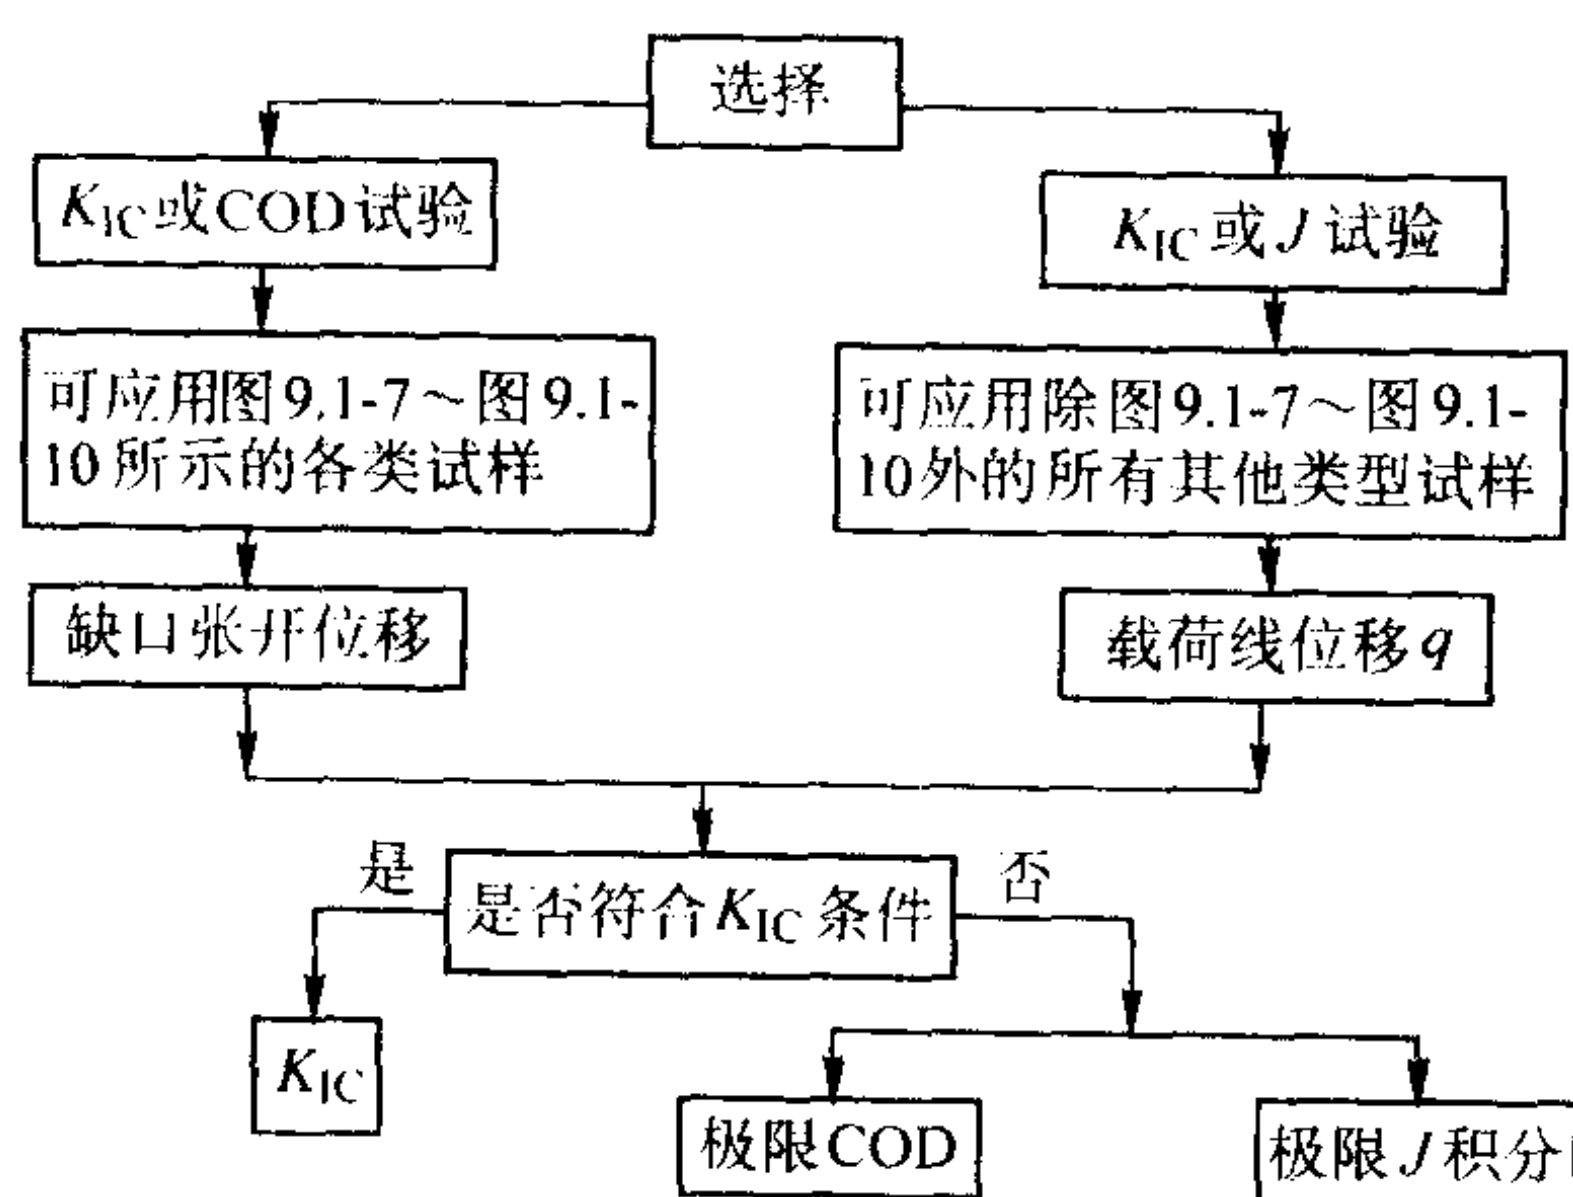 选择
K_IC或COD试验
K_IC或J试验
可应用图9.1-7～图9.1-
10所示的各类试样
可应用除图9.1-7～图9.1-
10外的所有其他类型试样
缺口张开位移
载荷线位移q
是
是否符合K_IC条件
否
K_IC
极限COD
极限J积分